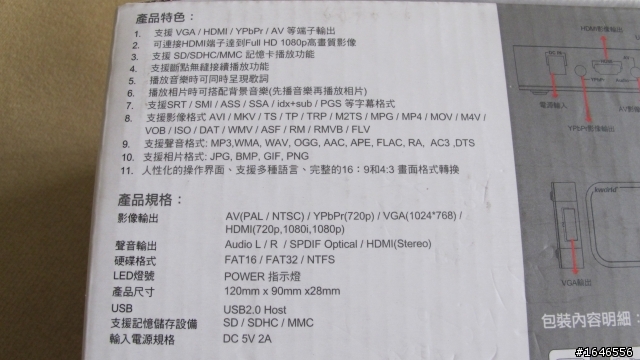 產品特色：
1. 支援 VGA / HDMI / YPbPr / AV 等端子輸出
2. 可連接HDMI端子達到Full HD 1080p高畫質影像
3. 支援 SD/SDHC/MMC 記憶卡播放功能
4. 支援斷點無縫接續播放功能
5. 播放音樂時可同時呈現歌詞
6. 播放相片時可搭配背景音樂(先播音樂再播放相片)
7. 支援SRT / SMI / ASS / SSA / idx+sub / PGS 等字幕格式
8. 支援影像格式 AVI / MKV / TS / TP / TRP / M2TS / MPG / MP4 / MOV / M4V /
VOB / ISO / DAT / WMV / ASF / RM / RMVB / FLV
9. 支援聲音格式: MP3,WMA, WAV, OGG, AAC, APE, FLAC, RA, AC3 ,DTS
10. 支援相片格式: JPG, BMP, GIF, PNG
11. 人性化的操作界面、支援多種語言、完整的16：9和4:3 畫面格式轉換
產品規格：
影像輸出 AV(PAL / NTSC) / YPbPr(720p) / VGA(1024*768) /
HDMI(720p,1080i,1080p)
聲音輸出 Audio L / R / SPDIF Optical / HDMI(Stereo)
硬碟格式 FAT16 / FAT32 / NTFS
LED燈號 POWER 指示燈
產品尺寸 120mm x 90mm x28mm
USB USB2.0 Host
支援記憶儲存設備 SD / SDHC / MMC
輸入電源規格 DC 5V 2A
HDMI影像輸出
電源輸入
YPbPr影像輸出
AV影
VGA輸出
包裝內容明細：
#1646556